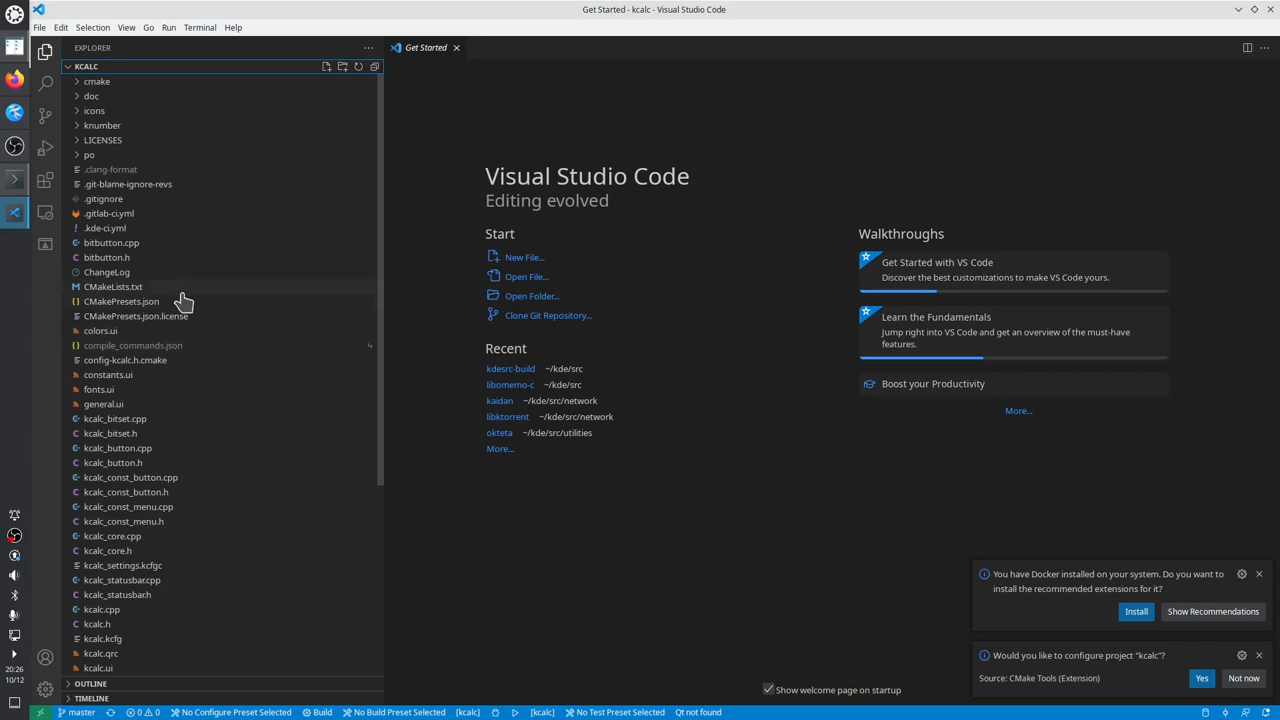 Get Started - kcalc - Visual Studio Code
File Edit Selection View Go Run Terminal Help
EXPLORER
Get Started
KCALC
cmake
doc
icons
knumber
LICENSES
po
.clang-format
.git-blame-ignore-revs
.gitignore
.gitlab-ci.yml
.kde-ci.yml
bitbutton.cpp
bitbutton.h
ChangeLog
CMakeLists.txt
CMakePresets.json
CMakePresets.json.license
colors.ui
compile_commands.json
config-kcalc.h.cmake
constants.ui
fonts.ui
general.ui
kcalc_bitset.cpp
kcalc_bitset.h
kcalc_button.cpp
kcalc_button.h
kcalc_const_button.cpp
kcalc_const_button.h
kcalc_const_menu.cpp
kcalc_const_menu.h
kcalc_core.cpp
kcalc_core.h
kcalc_settings.kcfgc
kcalc_statusbar.cpp
kcalc_statusbar.h
kcalc.cpp
kcalc.h
kcalc.kcfg
kcalc.qrc
kcalc.ui
OUTLINE
TIMELINE
Visual Studio Code
Editing evolved
Start
New File...
Open File...
Open Folder...
Clone Git Repository...
Recent
kdesrc-build ~/kde/src
libomemo-c ~/kde/src
kaidan ~/kde/src/network
libktorrent ~/kde/src/network
okteta ~/kde/src/utilities
More...
Walkthroughs
Get Started with VS Code
Discover the best customizations to make VS Code yours.
Learn the Fundamentals
Jump right into VS Code and get an overview of the must-have
features.
Boost your Productivity
More...
Show welcome page on startup
You have Docker installed on your system. Do you want to
install the recommended extensions for it?
Install Show Recommendations
Would you like to configure project "kcalc"?
Source: CMake Tools (Extension) Yes Not now
20:26
10/12
master 0 0 No Configure Preset Selected Build No Build Preset Selected [kcalc] [kcalc] No Test Preset Selected Qt not found